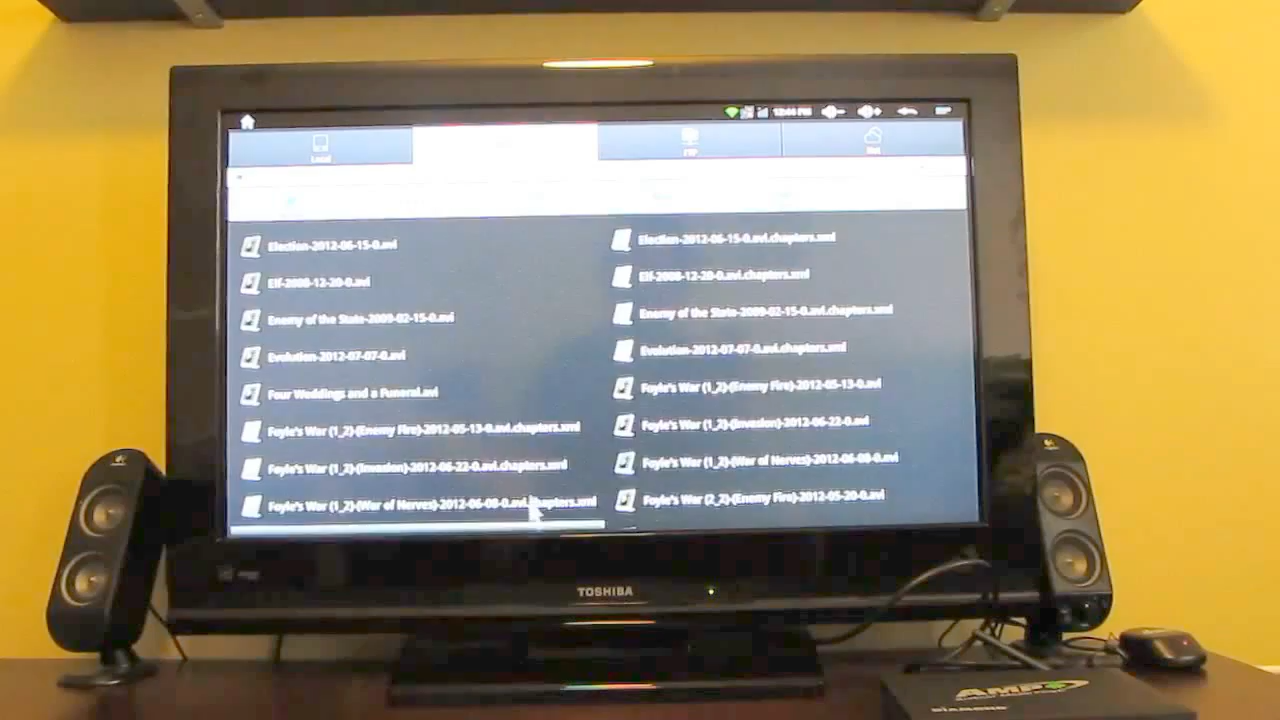 12:44 PM
Local
FTP
Net
Election-2012-06-15-0.avi
Election-2012-06-15-0.avi.chapters.xml
Elf-2008-12-20-0.avi
Elf-2008-12-20-0.avi.chapters.xml
Enemy of the State-2009-02-15-0.avi
Enemy of the State-2009-02-15-0.avi.chapters.xml
Evolution-2012-07-07-0.avi
Evolution-2012-07-07-0.avi.chapters.xml
Four Weddings and a Funeral.avi
Foyle's War (1_2)-(Enemy Fire)-2012-05-13-0.avi
Foyle's War (1_2)-(Enemy Fire)-2012-05-13-0.avi.chapters.xml
Foyle's War (1_2)-(Invasion)-2012-06-22-0.avi
Foyle's War (1_2)-(Invasion)-2012-06-22-0.avi.chapters.xml
Foyle's War (1_2)-(War of Nerves)-2012-06-08-0.avi
Foyle's War (1_2)-(War of Nerves)-2012-06-08-0.avi.chapters.xml
Foyle's War (2_2)-(Enemy Fire)-2012-05-20-0.avi
TOSHIBA
AMP
DIAMOND